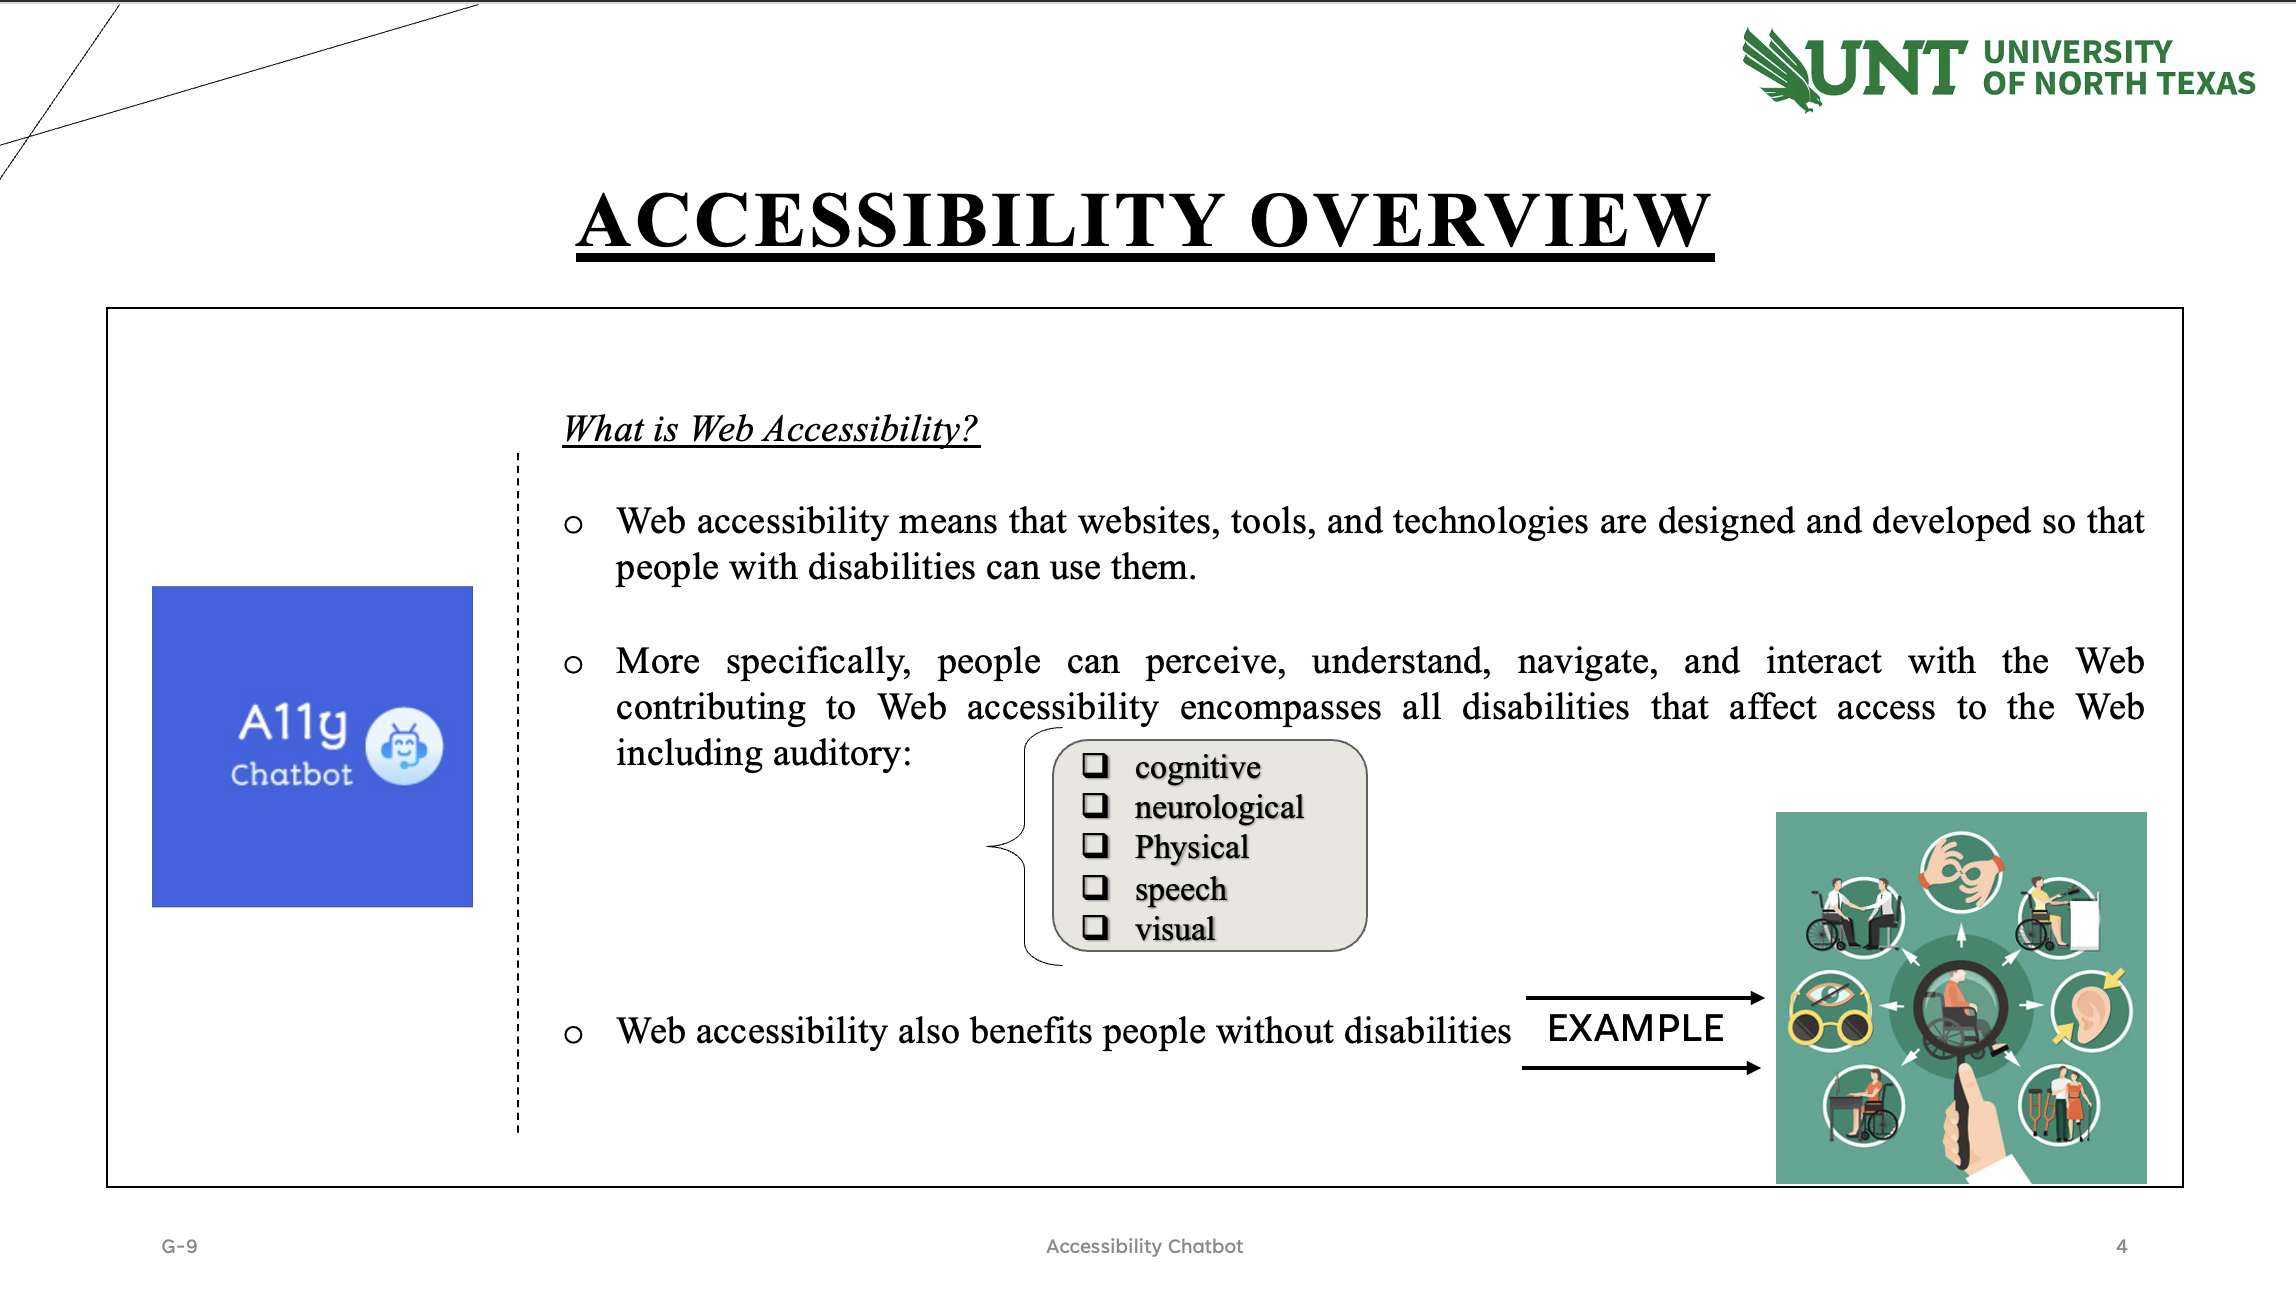 UNT UNIVERSITY
OF NORTH TEXAS
ACCESSIBILITY OVERVIEW
What is Web Accessibility?
Web accessibility means that websites, tools, and technologies are designed and developed so that
people with disabilities can use them.
More specifically, people can perceive, understand, navigate, and interact with the Web
contributing to Web accessibility encompasses all disabilities that affect access to the Web
including auditory:
cognitive
neurological
Physical
speech
visual
A11y
Chatbot
Web accessibility also benefits people without disabilities
EXAMPLE
G-9
Accessibility Chatbot
4